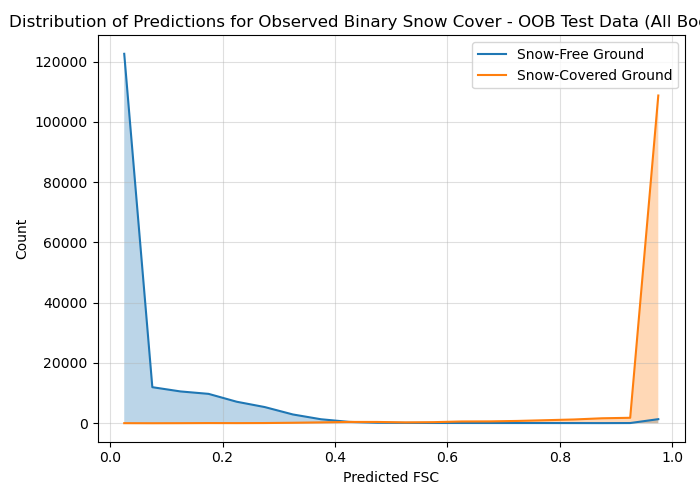 Distribution of Predictions for Observed Binary Snow Cover - OOB Test Data (All
Snow-Free Ground
Snow-Covered Ground
120000
100000
80000
60000
40000
20000
0
Count
0.0 0.2 0.4 0.6 0.8 1.0
Predicted FSC